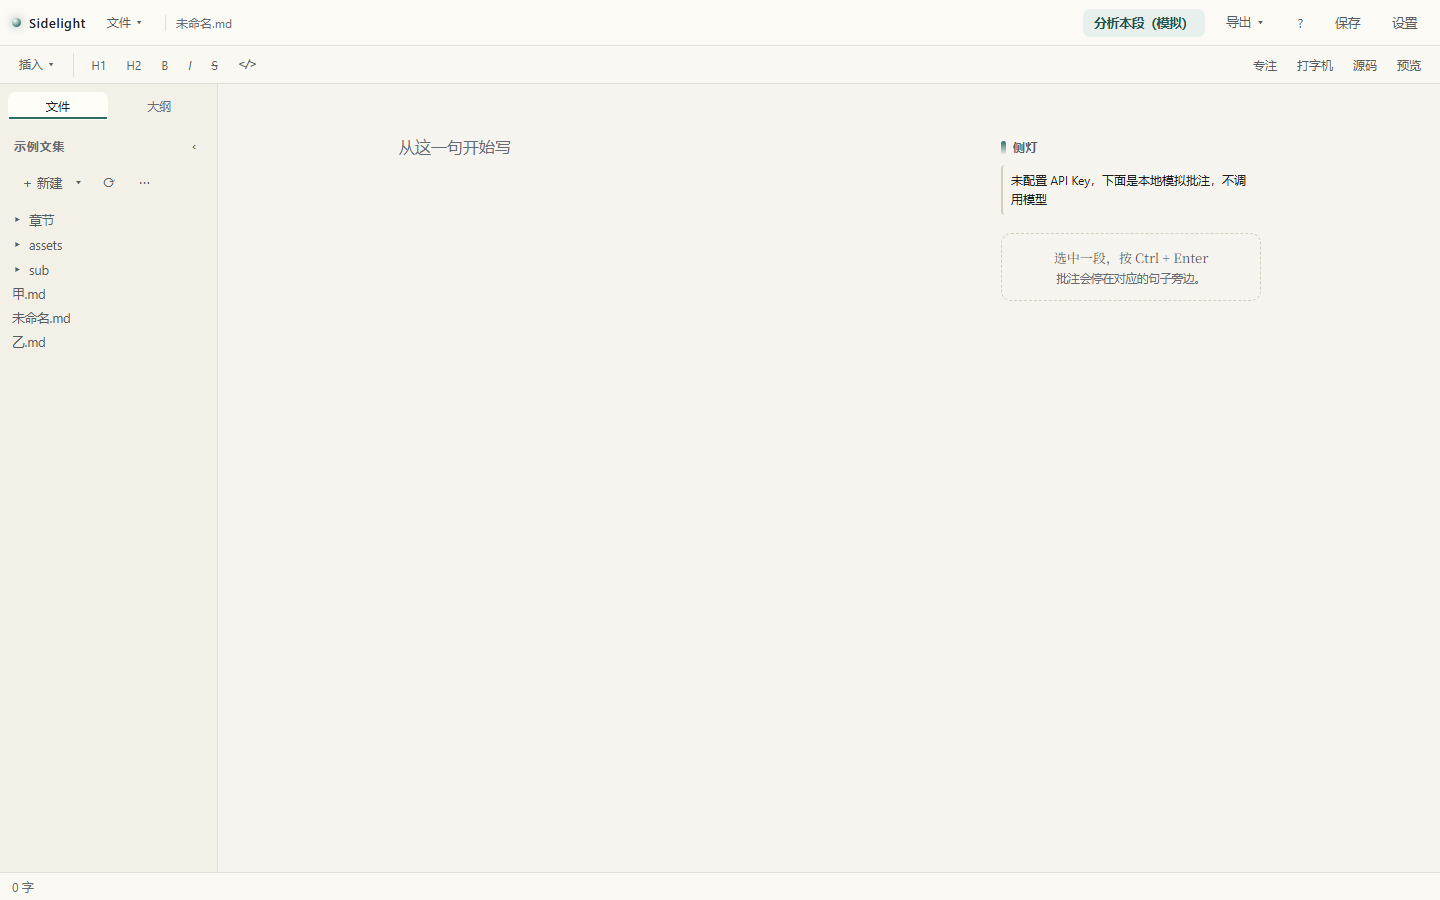 Sidelight 文件 未命名.md 分析本段（模拟） 导出 ? 保存 设置
插入 H1 H2 B I S </> 专注 打字机 源码 预览
文件 大纲
示例文集
+ 新建 ...
章节
assets
sub
甲.md
未命名.md
乙.md
从这一句开始写
侧灯
未配置 API Key，下面是本地模拟批注，不调
用模型
选中一段，按 Ctrl + Enter
批注会停在对应的句子旁边。
0 字